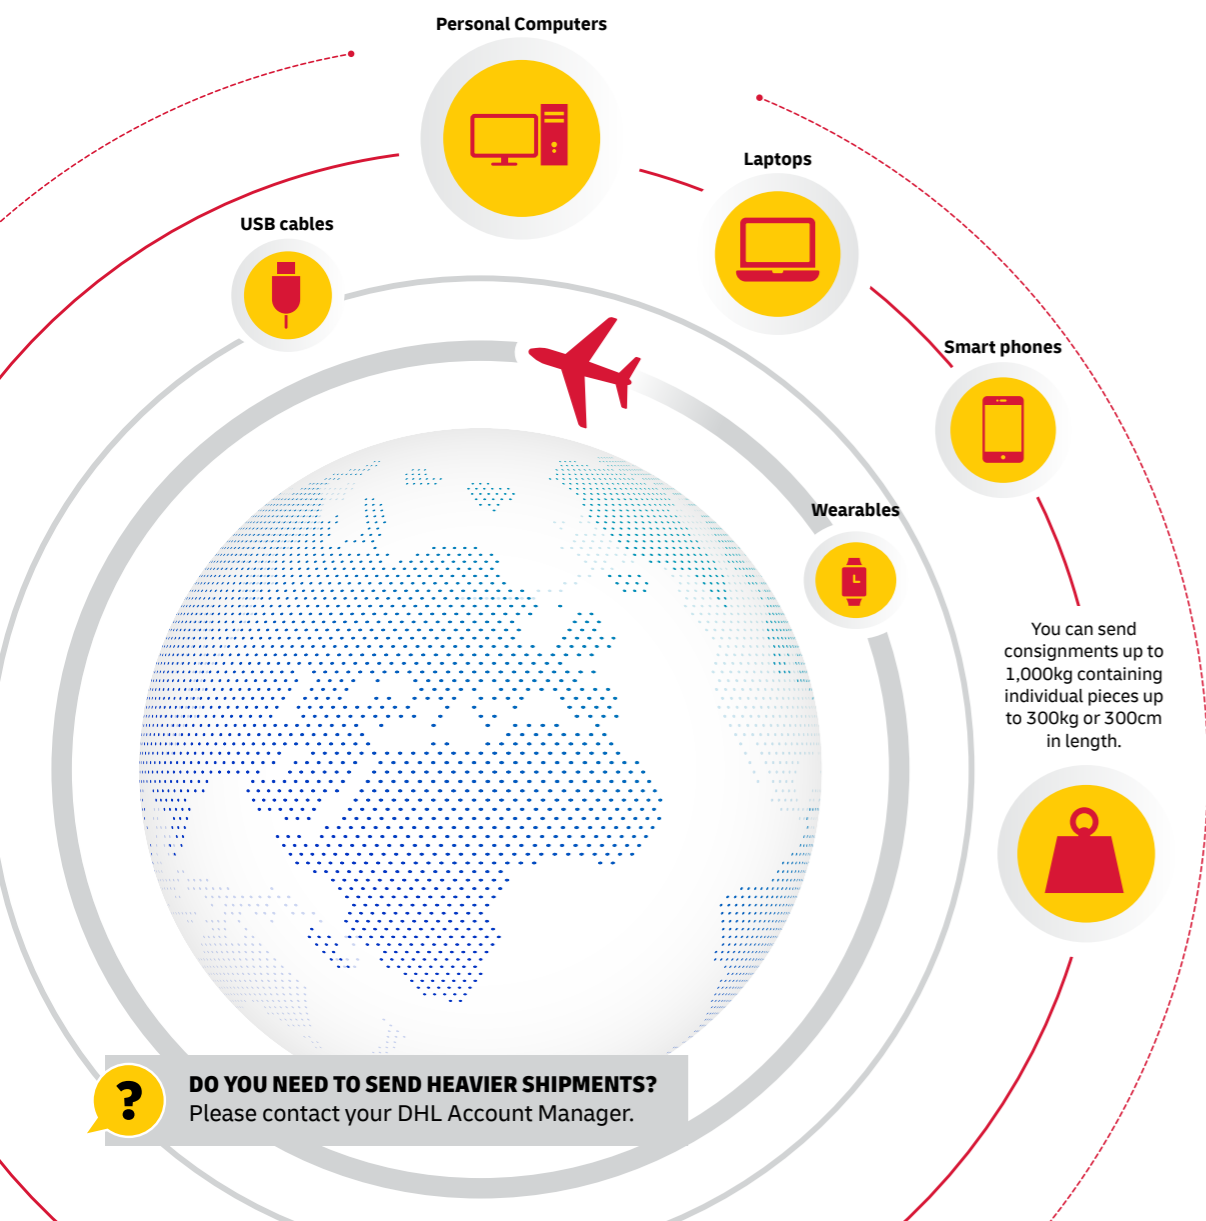 Personal Computers
Laptops
USB cables
Smart phones
Wearables
You can send
consignments up to
1,000kg containing
individual pieces up
to 300kg or 300cm
in length.
?
DO YOU NEED TO SEND HEAVIER SHIPMENTS?
Please contact your DHL Account Manager.